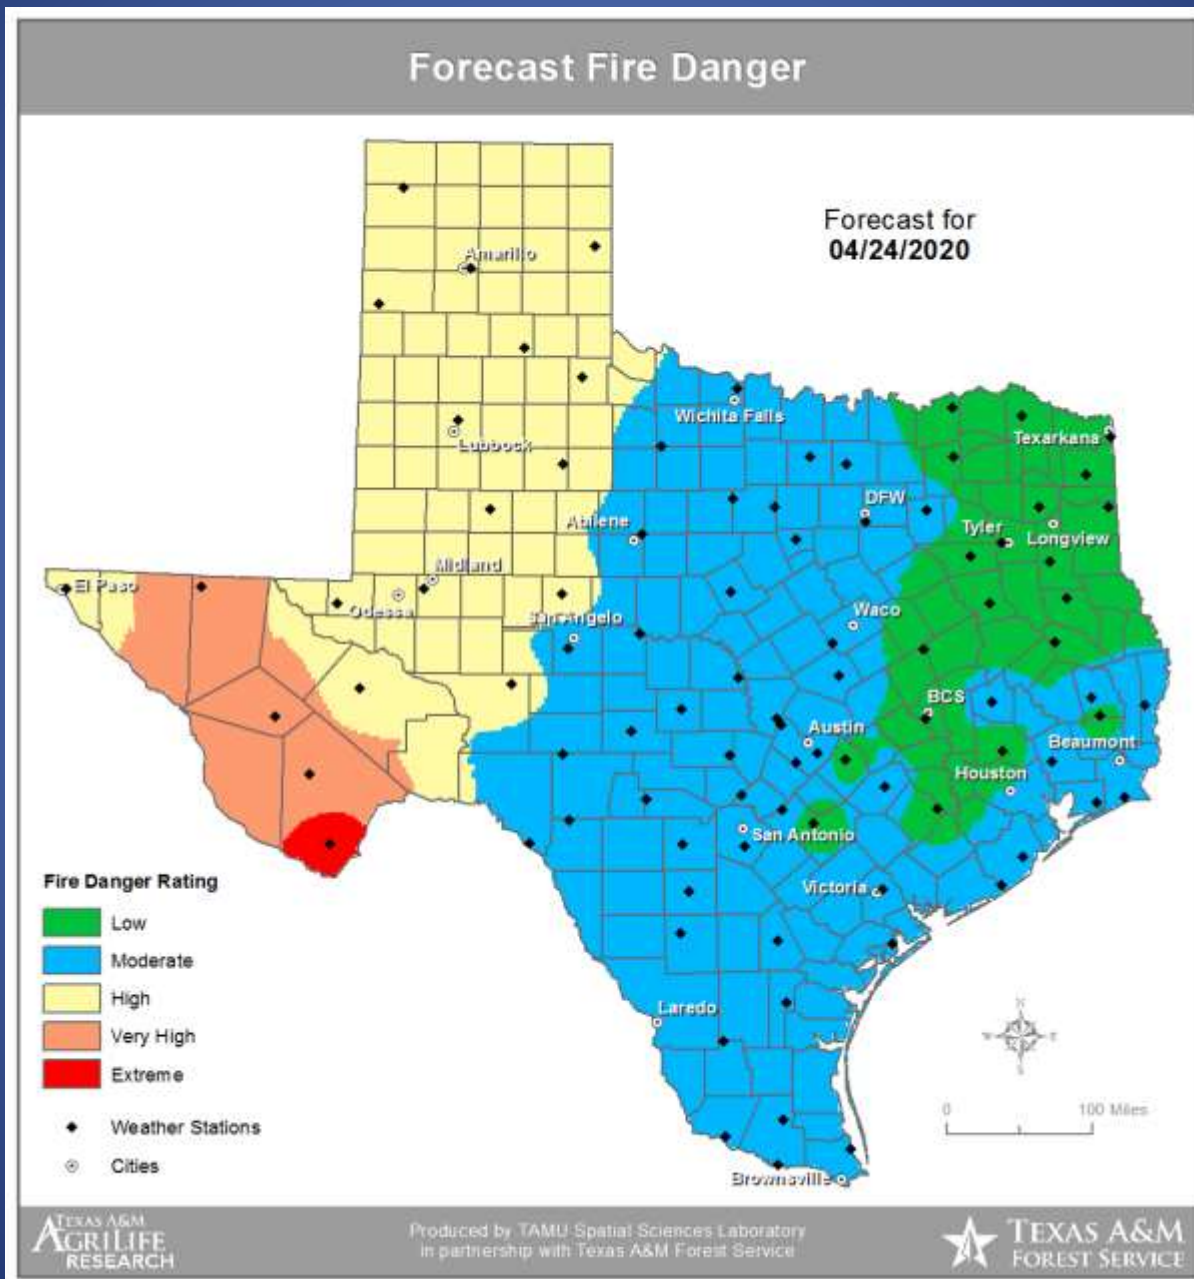 Forecast Fire Danger
Forecast for
04/24/2020
Amarillo
Wichita Falls
Lubbock
Texarkana
DFW
Abilene
Tyler
Longview
Midland
El Paso
Odessa
San Angelo
Waco
BCS
Austin
Beaumont
Houston
San Antonio
Victoria
Laredo
Brownsville
Fire Danger Rating
Low
Moderate
High
Very High
Extreme
Weather Stations
Cities
N
W
E
S
0 100 Miles
TEXAS A&M
AGRILIFE
RESEARCH
Produced by TAMU Spatial Sciences Laboratory
in partnership with Texas A&M Forest Service
TEXAS A&M
FOREST SERVICE